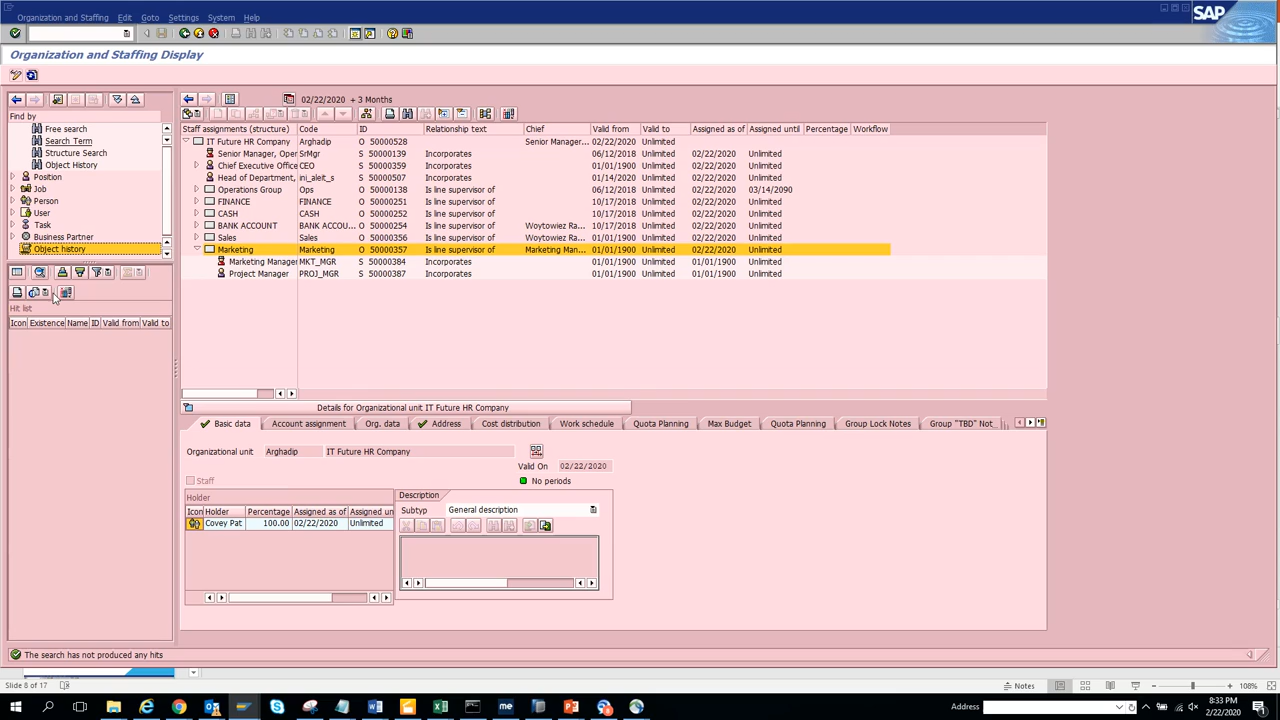 Organization and Staffing Edit Goto Settings System Help
SAP
Organization and Staffing Display
02/22/2020 + 3 Months
Find by
Free search
Search Term
Structure Search
Object History
Position
Job
Person
User
Task
Business Partner
Object history
Hit list
Icon Existence Name ID Valid from Valid to
Staff assignments (structure) Code ID Relationship text Chief Valid from Valid to Assigned as of Assigned until Percentage Workflow
IT Future HR Company Arghadip O 50000528 Senior Manager... 02/22/2020 Unlimited
Senior Manager, Oper SrMgr S 50000139 Incorporates 06/12/2018 Unlimited 02/22/2020 Unlimited
Chief Executive Office CEO S 50000359 Incorporates 01/01/1900 Unlimited 02/22/2020 Unlimited
Head of Department, ini_aleit_s S 50000507 Incorporates 01/14/2020 Unlimited 02/22/2020 Unlimited
Operations Group Ops O 50000138 Is line supervisor of 06/12/2018 Unlimited 02/22/2020 03/14/2090
FINANCE FINANCE O 50000251 Is line supervisor of 10/17/2018 Unlimited 02/22/2020 Unlimited
CASH CASH O 50000252 Is line supervisor of 10/17/2018 Unlimited 02/22/2020 Unlimited
BANK ACCOUNT BANK ACCOU... O 50000254 Is line supervisor of Woytowiez Ra... 10/17/2018 Unlimited 02/22/2020 Unlimited
Sales Sales O 50000356 Is line supervisor of Woytowiez Ra... 01/01/1900 Unlimited 02/22/2020 Unlimited
Marketing Marketing O 50000357 Is line supervisor of Marketing Man... 01/01/1900 Unlimited 02/22/2020 Unlimited
Marketing Manager MKT_MGR S 50000384 Incorporates 01/01/1900 Unlimited 01/01/1900 Unlimited
Project Manager PROJ_MGR S 50000387 Incorporates 01/01/1900 Unlimited 01/01/1900 Unlimited
Details for Organizational unit IT Future HR Company
Basic data Account assignment Org. data Address Cost distribution Work schedule Quota Planning Max Budget Quota Planning Group Lock Notes Group "TBD" Not
Organizational unit Arghadip IT Future HR Company
Valid On 02/22/2020
Staff No periods
Holder
Icon Holder Percentage Assigned as of Assigned un
Covey Pat 100.00 02/22/2020 Unlimited
Description
Subtyp General description
The search has not produced any hits
Slide 8 of 17 Notes 108%
Address
8:33 PM
2/22/2020